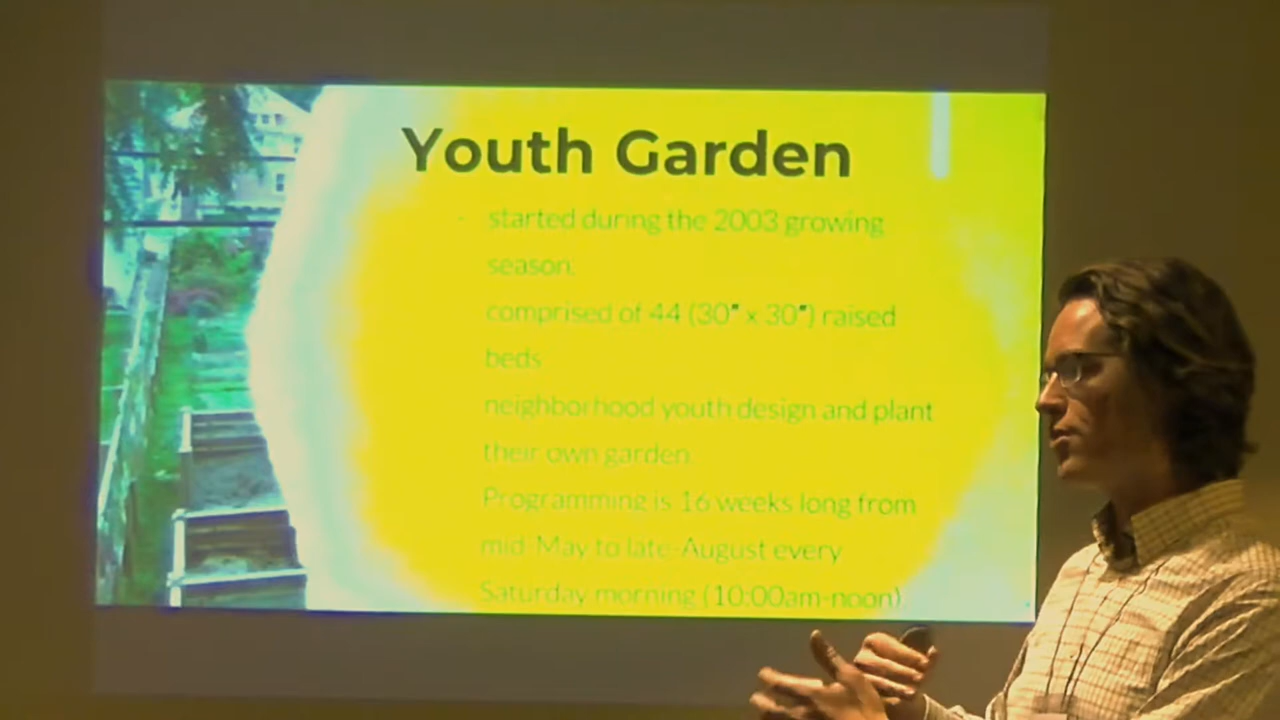 Youth Garden
- started during the 2003 growing
season.
comprised of 44 (30" x 30") raised
beds
neighborhood youth design and plant
their own garden
Programming is 16 weeks long from
mid-May to late-August every
Saturday morning (10:00am-noon).